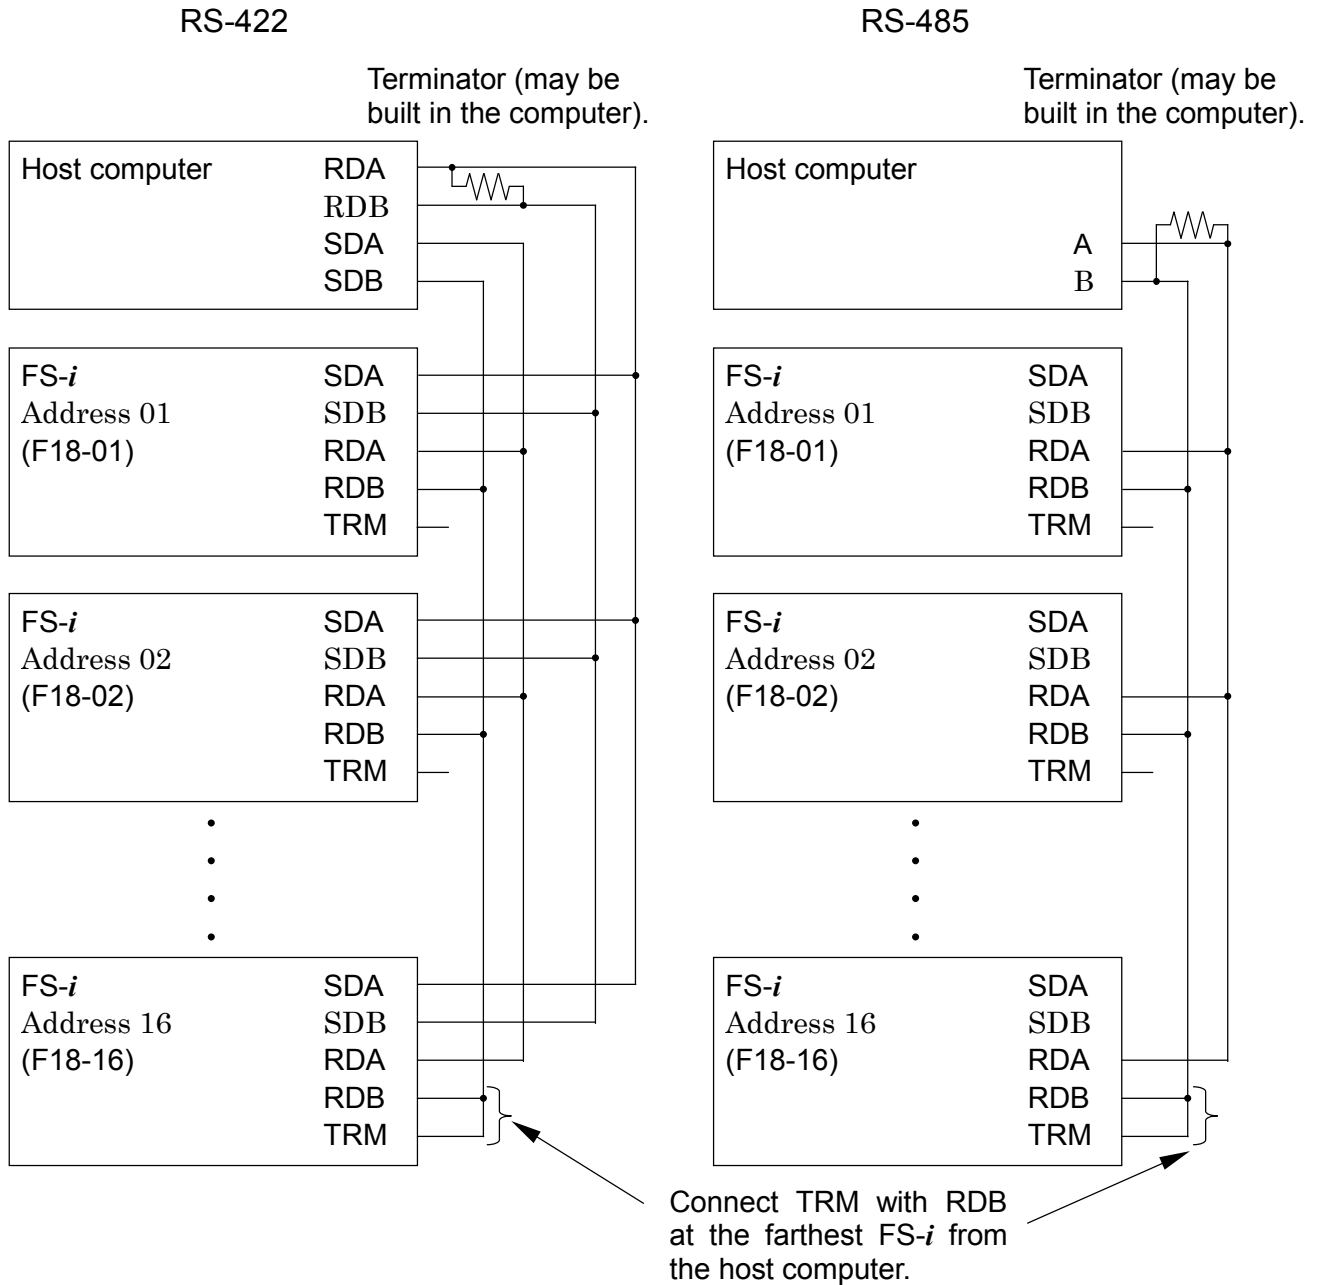 RS-422
Terminator (may be
built in the computer).
Host computer
RDA
RDB
SDA
SDB
FS-i
Address 01
(F18-01)
SDA
SDB
RDA
RDB
TRM
FS-i
Address 02
(F18-02)
SDA
SDB
RDA
RDB
TRM
FS-i
Address 16
(F18-16)
SDA
SDB
RDA
RDB
TRM
RS-485
Terminator (may be
built in the computer).
Host computer
A
B
FS-i
Address 01
(F18-01)
SDA
SDB
RDA
RDB
TRM
FS-i
Address 02
(F18-02)
SDA
SDB
RDA
RDB
TRM
FS-i
Address 16
(F18-16)
SDA
SDB
RDA
RDB
TRM
Connect TRM with RDB
at the farthest FS-i from
the host computer.